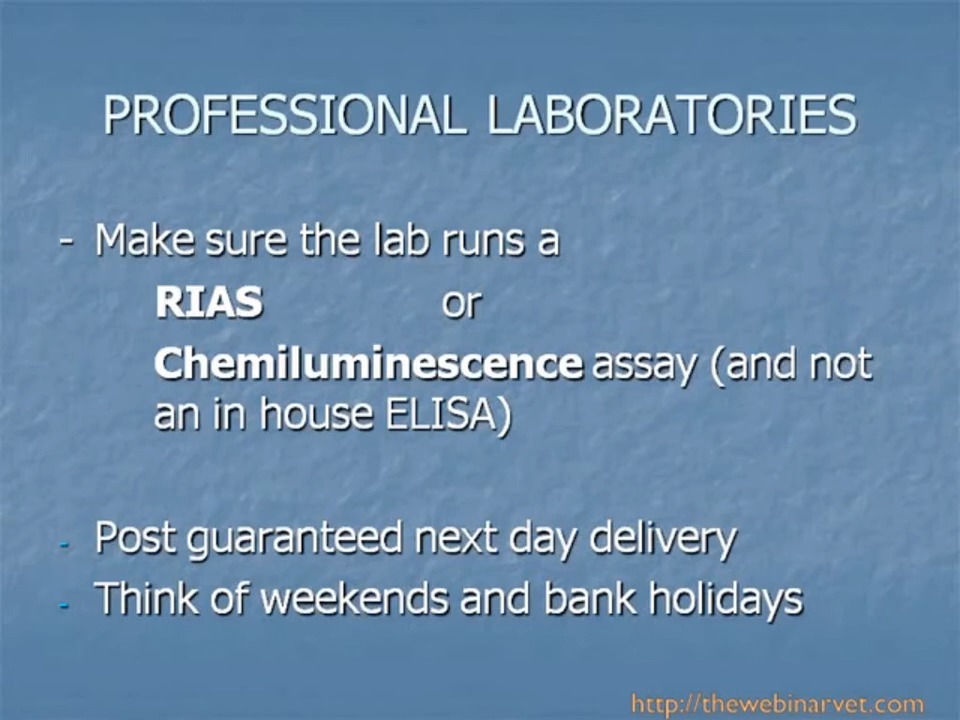 PROFESSIONAL LABORATORIES
- Make sure the lab runs a
RIAS or
Chemiluminescence assay (and not
an in house ELISA)
- Post guaranteed next day delivery
- Think of weekends and bank holidays
http://thewebinarvet.com